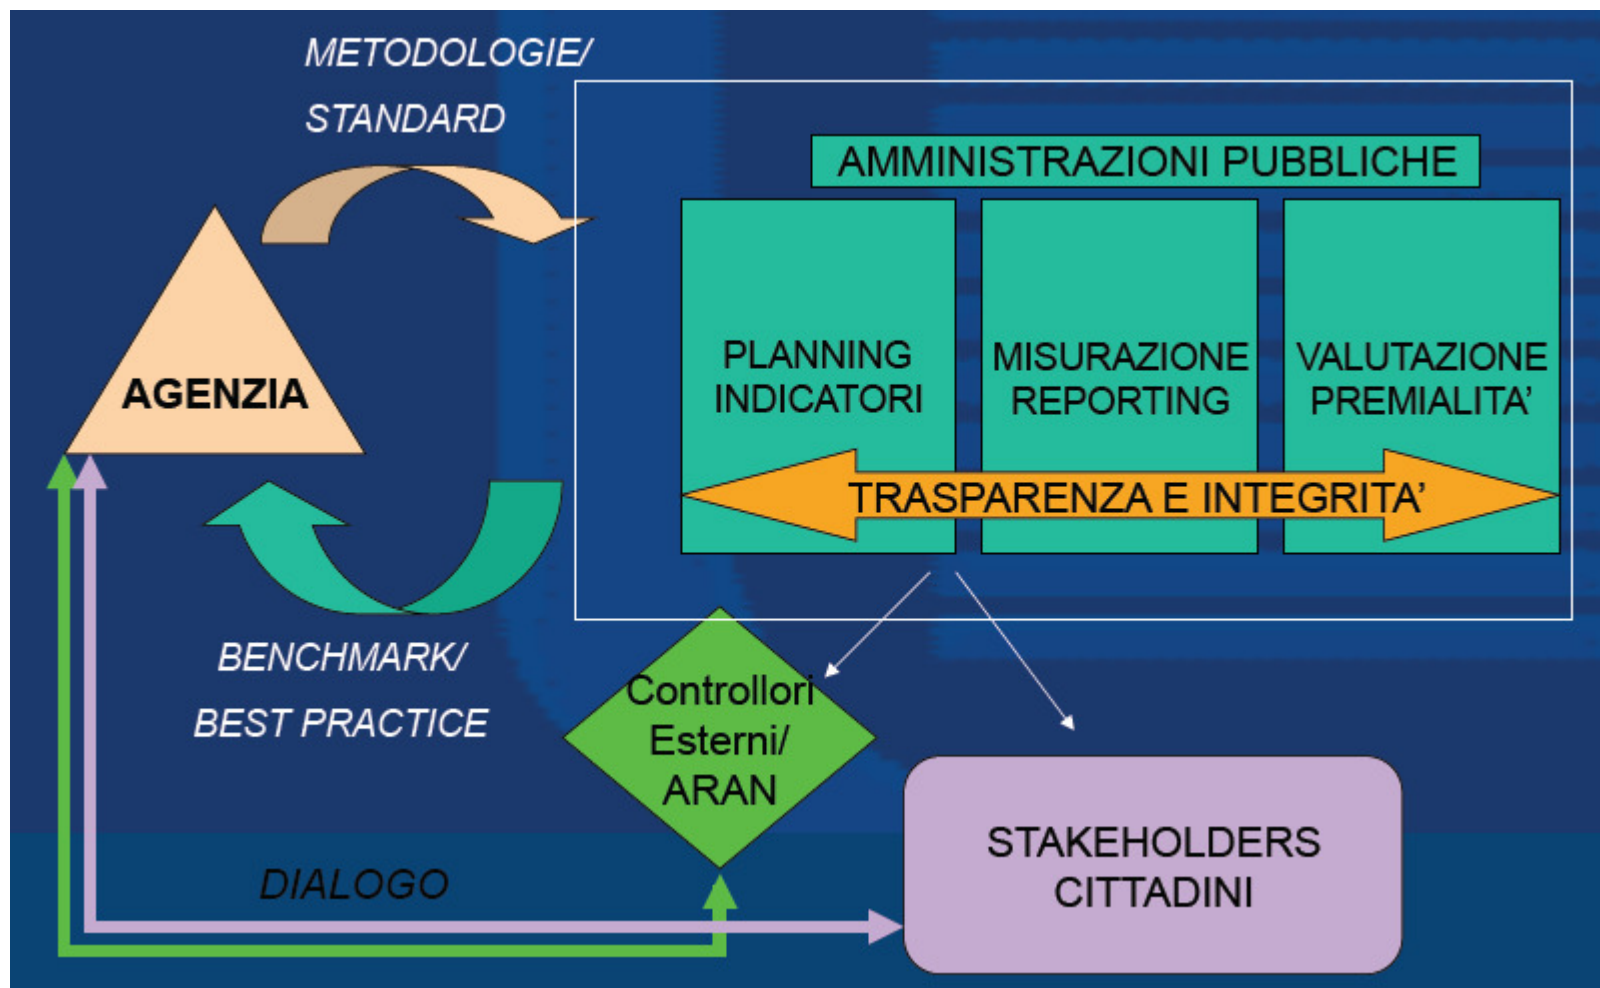 METODOLOGIE/
STANDARD
AMMINISTRAZIONI PUBBLICHE
AGENZIA
PLANNING
INDICATORI
MISURAZIONE
REPORTING
VALUTAZIONE
PREMIALITA’
TRASPARENZA E INTEGRITA’
BENCHMARK/
BEST PRACTICE
Controllori
Esterni/
ARAN
STAKEHOLDERS
CITTADINI
DIALOGO